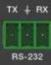 TX ⏚ RX
RS-232